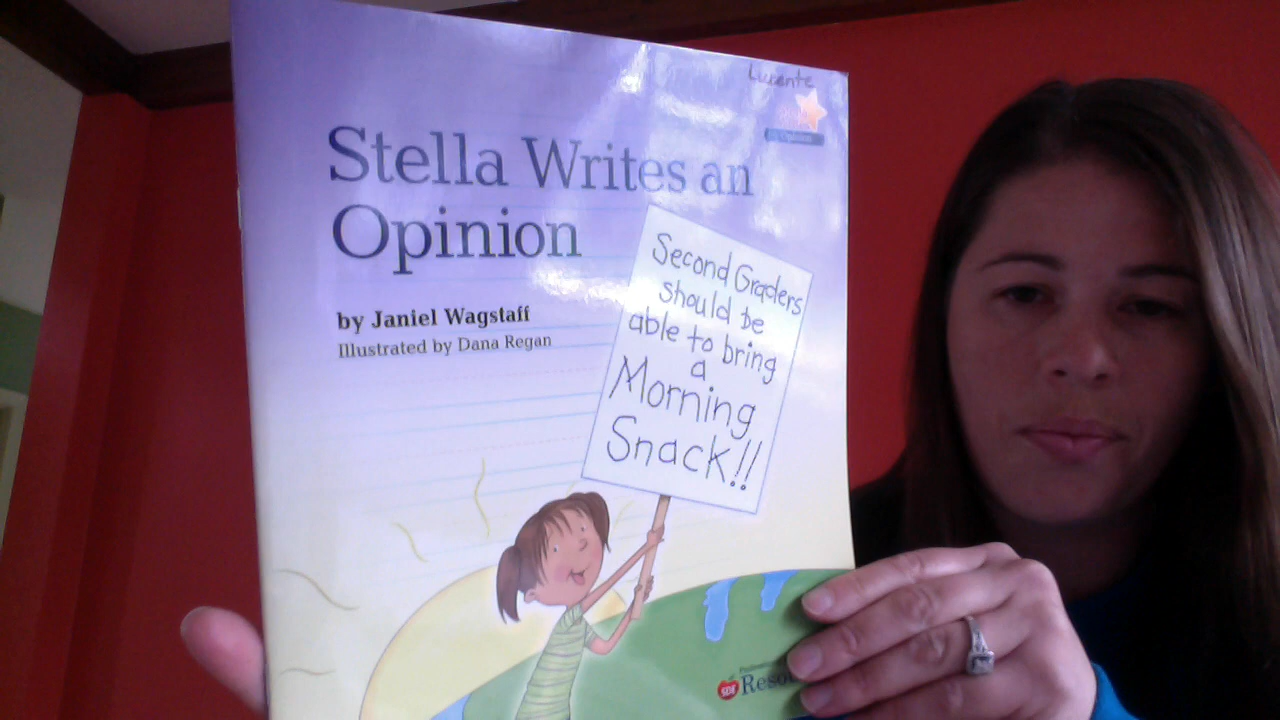 Lucente
Stella Writes an
Opinion
by Janiel Wagstaff
Illustrated by Dana Regan
Second Graders
should be
able to bring
a
Morning
Snack!!
SDE